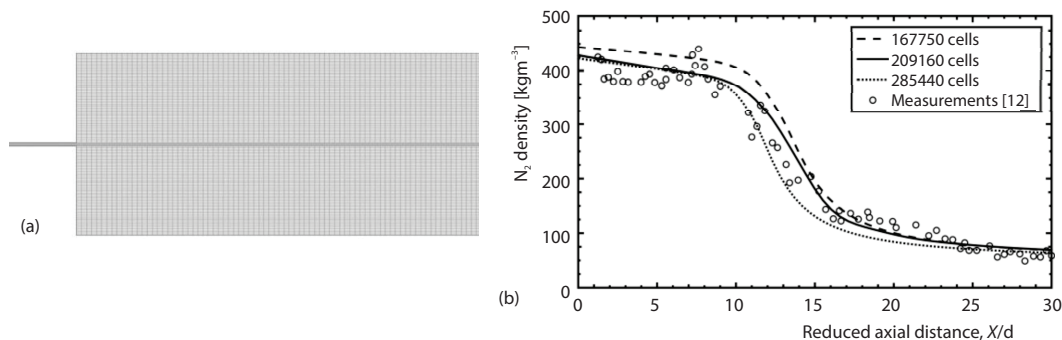 (a)
(b)
N₂ density [kgm⁻³]
500
400
300
200
100
0
0 5 10 15 20 25 30
Reduced axial distance, X/d
167750 cells
209160 cells
285440 cells
Measurements [12]